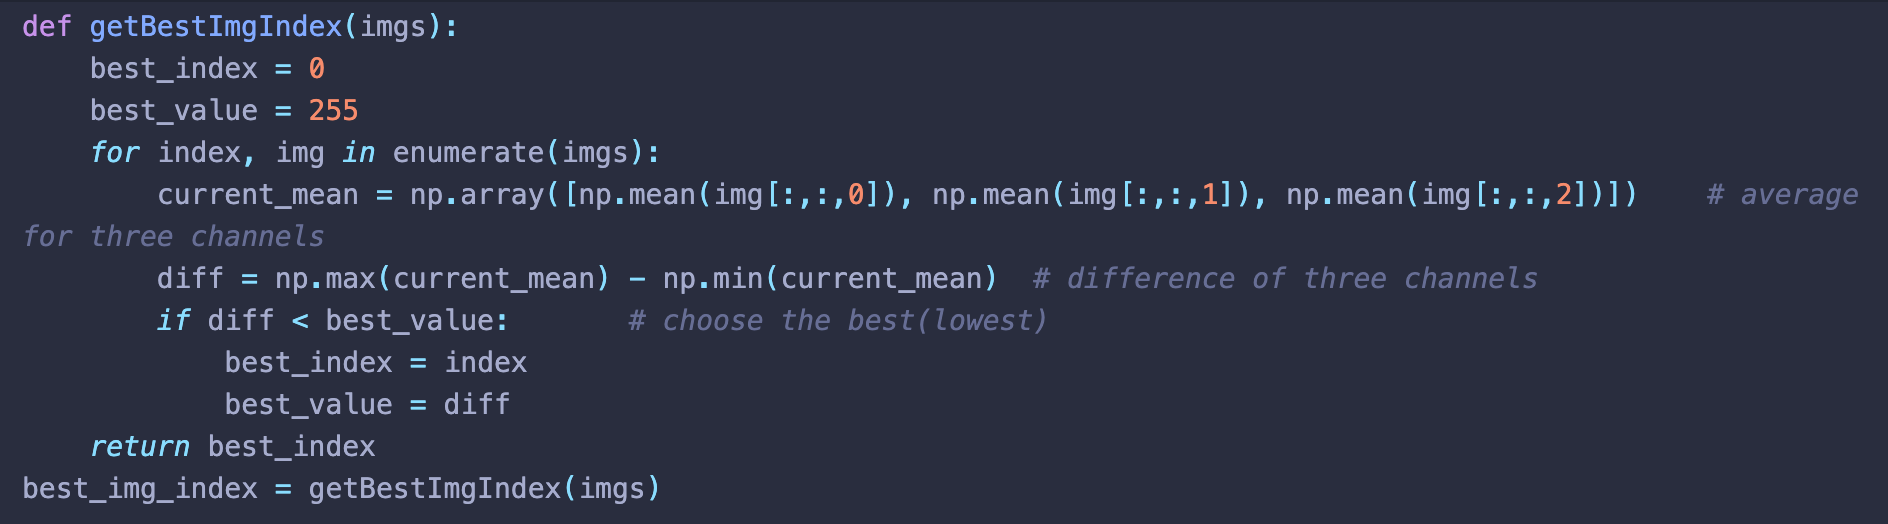 def getBestImgIndex(imgs):
    best_index = 0
    best_value = 255
    for index, img in enumerate(imgs):
        current_mean = np.array([np.mean(img[:,:,0]), np.mean(img[:,:,1]), np.mean(img[:,:,2])])    # average
for three channels
        diff = np.max(current_mean) - np.min(current_mean)  # difference of three channels
        if diff < best_value:       # choose the best(lowest)
            best_index = index
            best_value = diff
    return best_index
best_img_index = getBestImgIndex(imgs)